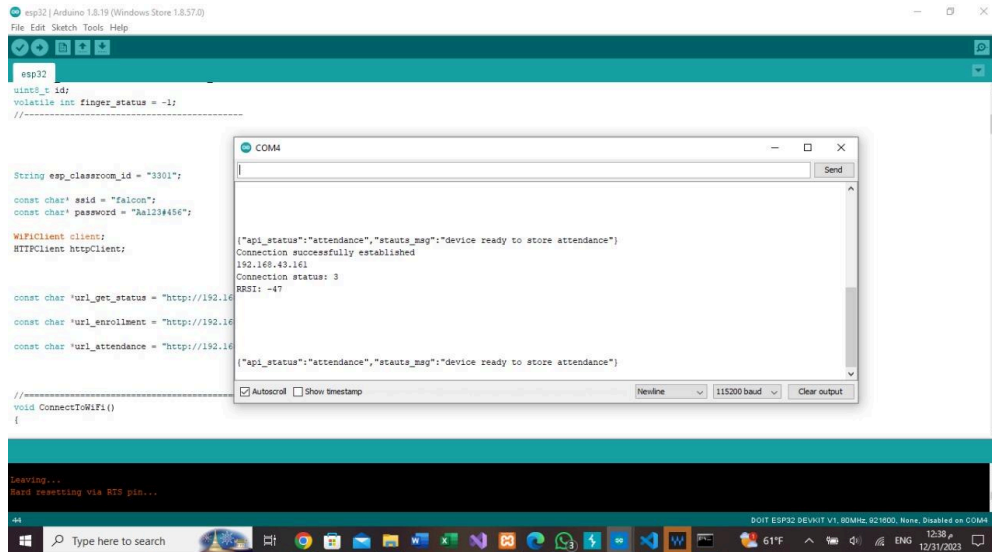 esp32 | Arduino 1.8.19 (Windows Store 1.8.57.0)
File Edit Sketch Tools Help
esp32
uint8_t id;
volatile int finger_status = -1;
//-------------------------------------------
String esp_classroom_id = "3301";
const char* ssid = "falcon";
const char* password = "Aa123#456";
WiFiClient client;
HTTPClient httpClient;
const char *url_get_status = "http://192.16
const char *url_enrollment = "http://192.16
const char *url_attendance = "http://192.16
//=========================================
void ConnectToWiFi()
{
COM4
Send
{"api_status":"attendance","stauts_msg":"device ready to store attendance"}
Connection successfully established
192.168.43.161
Connection status: 3
RRSI: -47
{"api_status":"attendance","stauts_msg":"device ready to store attendance"}
Autoscroll Show timestamp Newline 115200 baud Clear output
Leaving...
Hard resetting via RTS pin...
44 DOIT ESP32 DEVKIT V1, 80MHz, 921600, None, Disabled on COM4
Type here to search 61°F ENG 12:38 م
12/31/2023